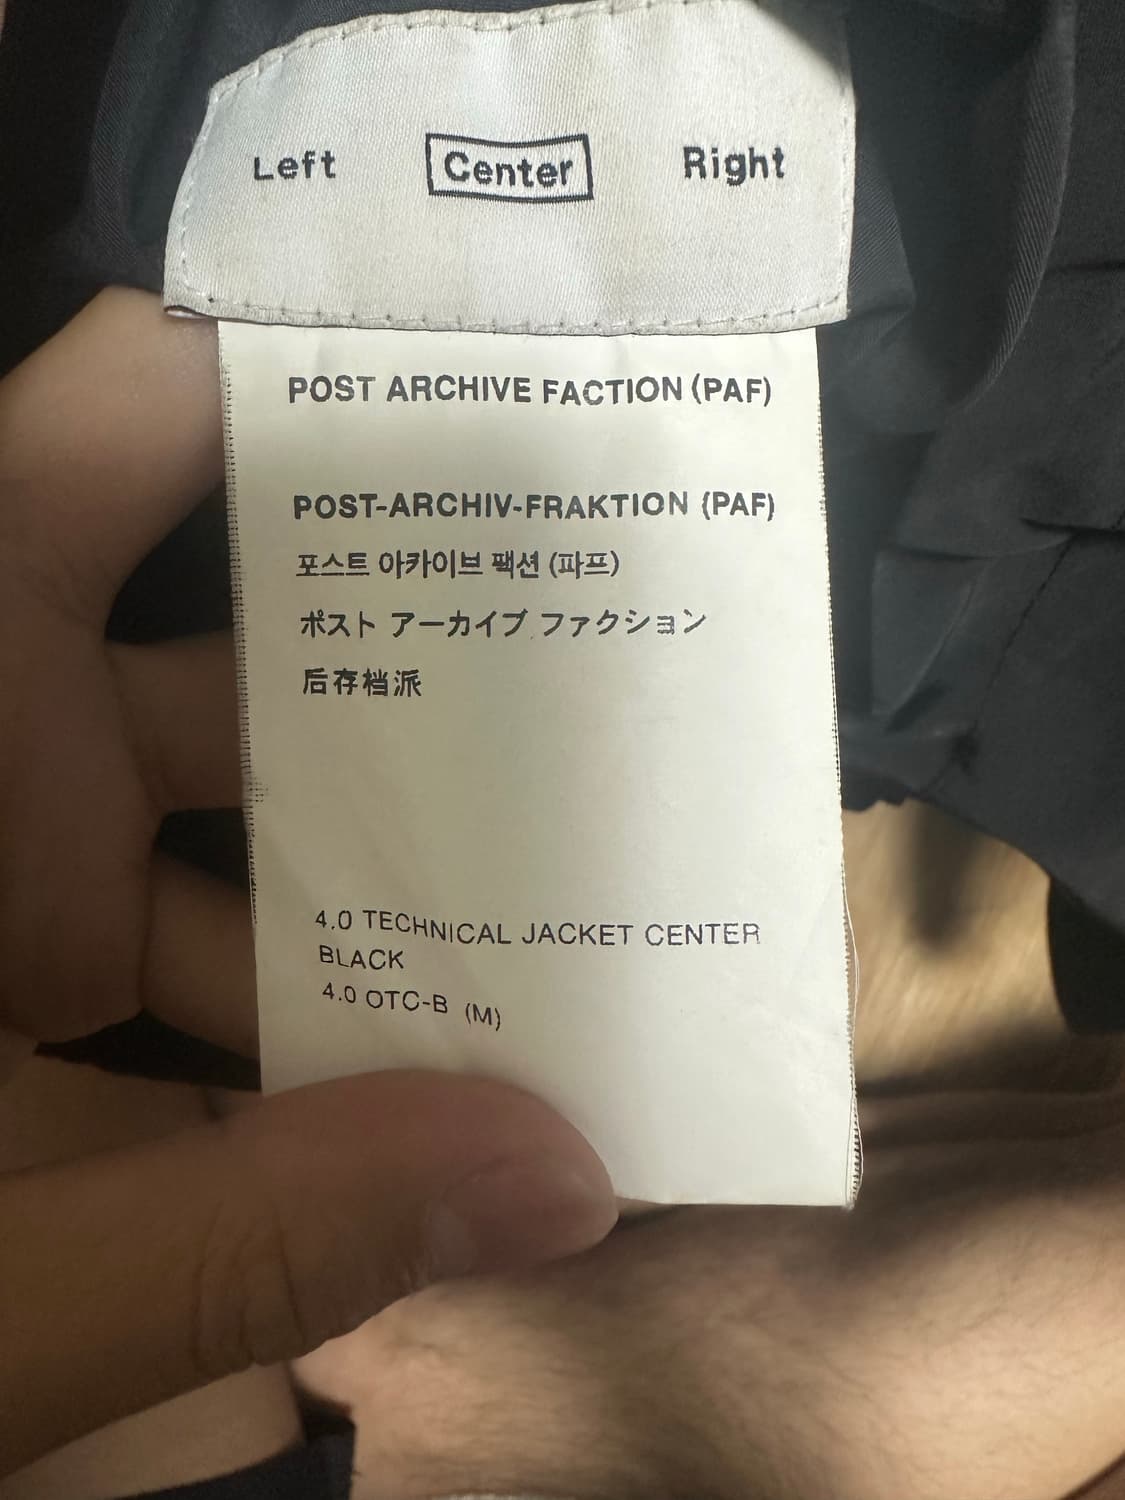 Left Center Right
POST ARCHIVE FACTION (PAF)
POST-ARCHIV-FRAKTION (PAF)
포스트 아카이브 팩션 (파프)
ポスト アーカイブ ファクション
后存档派
4.0 TECHNICAL JACKET CENTER
BLACK
4.0 OTC-B (M)